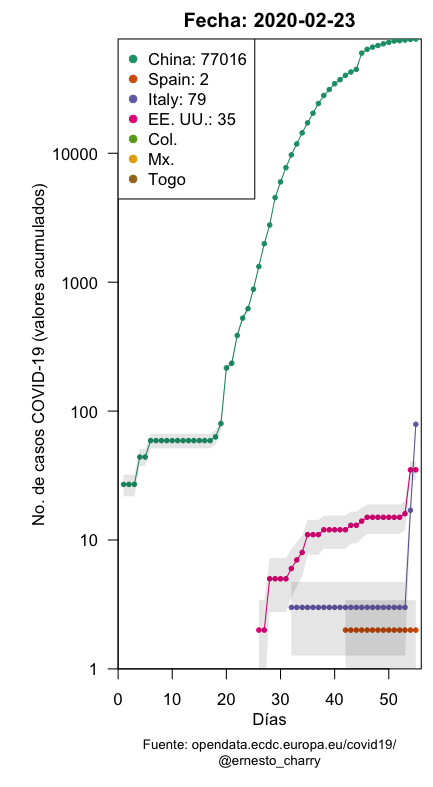 Fecha: 2020-02-23
China: 77016
Spain: 2
Italy: 79
EE. UU.: 35
Col.
Mx.
Togo
No. de casos COVID-19 (valores acumulados)
10000
1000
100
10
1
0 10 20 30 40 50
Días
Fuente: opendata.ecdc.europa.eu/covid19/
@ernesto_charry